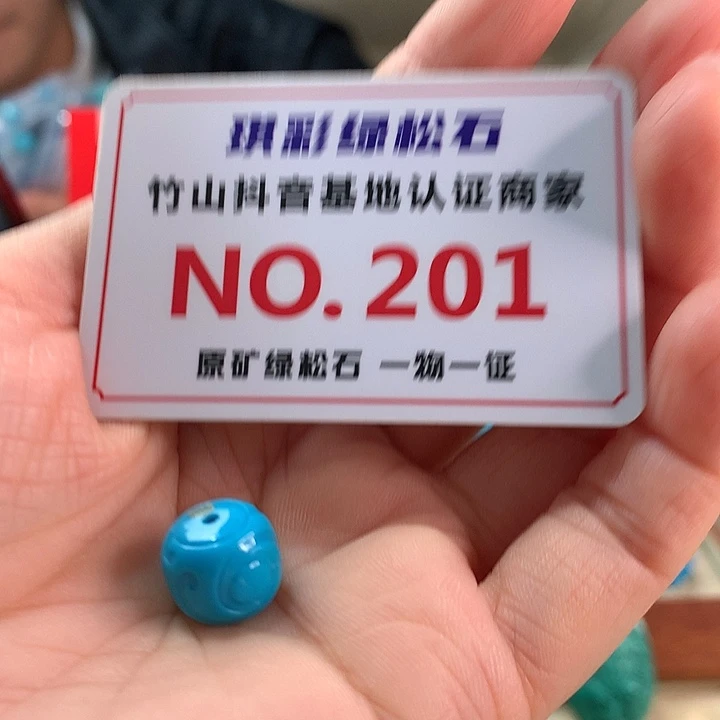 琪彩绿松石
竹山抖音基地认证商家
NO.201
原矿绿松石 一物一证